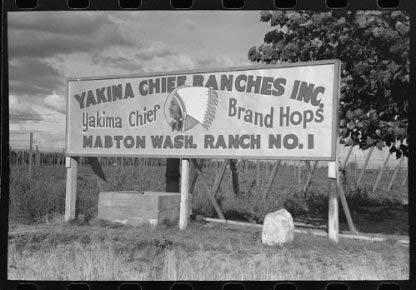 YAKIMA CHIEF RANCHES INC.
Yakima Chief Brand Hops
MABTON WASH. RANCH NO. 1